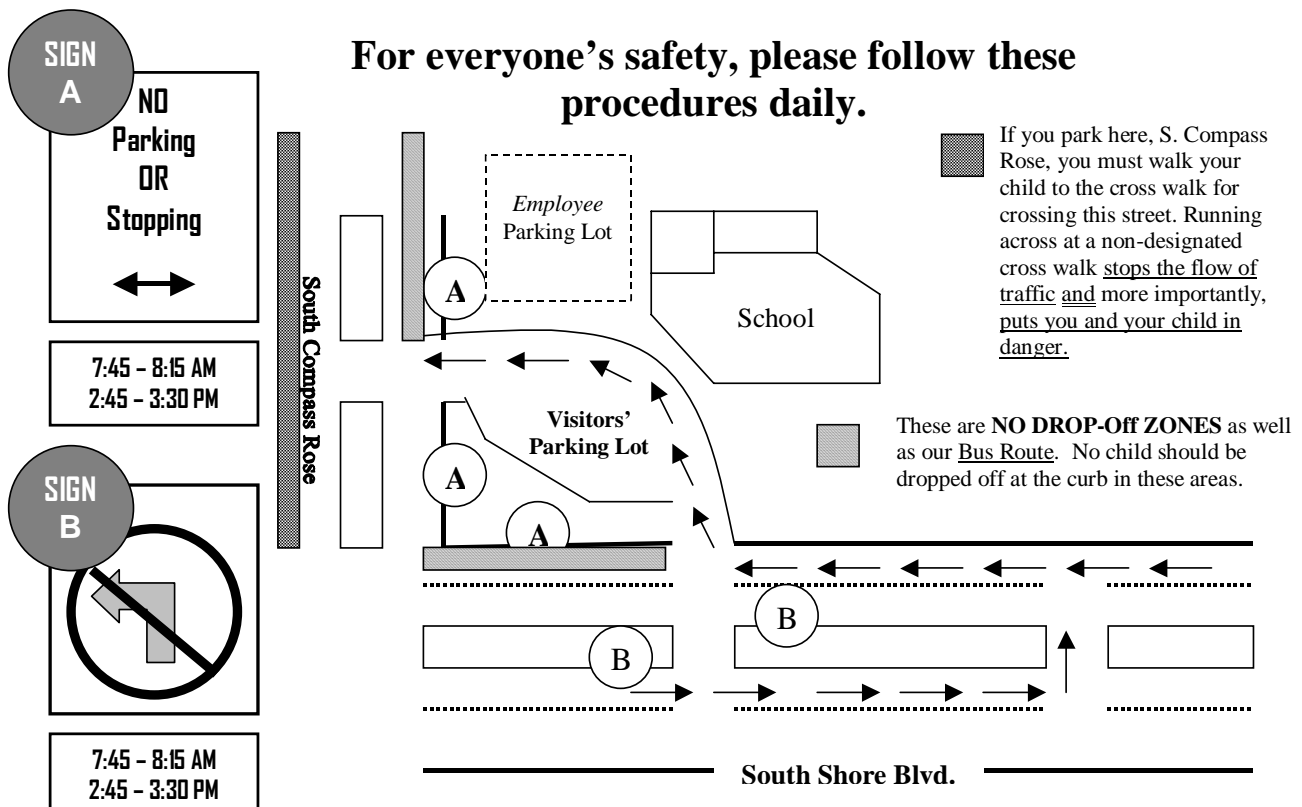 For everyone's safety, please follow these
procedures daily.
SIGN
A
NO
Parking
OR
Stopping
7:45 – 8:15 AM
2:45 – 3:30 PM
SIGN
B
7:45 – 8:15 AM
2:45 – 3:30 PM
South Compass Rose
Employee
Parking Lot
A
School
Visitors'
Parking Lot
A
A
B
B
South Shore Blvd.
If you park here, S. Compass
Rose, you must walk your
child to the cross walk for
crossing this street. Running
across at a non-designated
cross walk stops the flow of
traffic and more importantly,
puts you and your child in
danger.
These are NO DROP-Off ZONES as well
as our Bus Route. No child should be
dropped off at the curb in these areas.